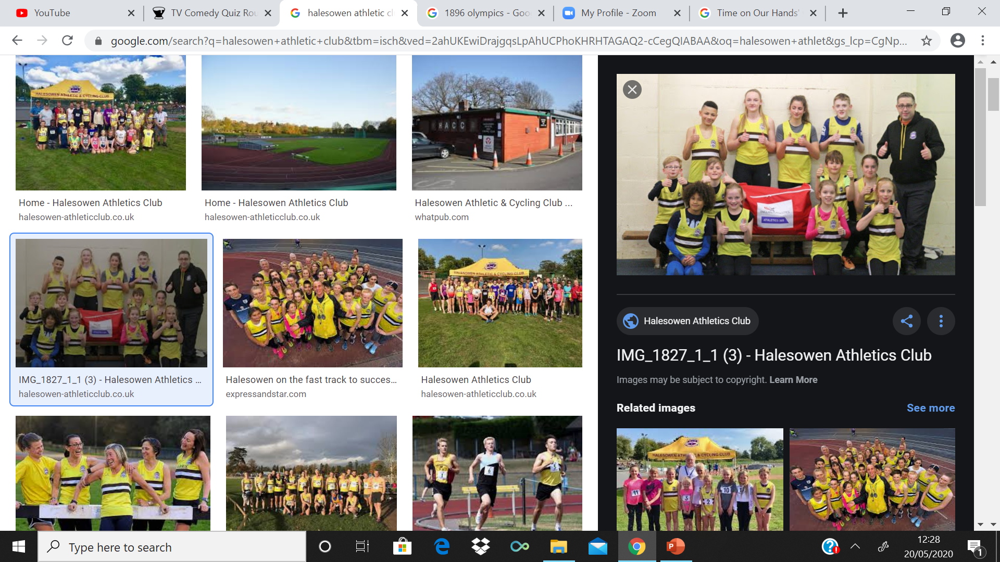 YouTube
TV Comedy Quiz Rou
halesowen athletic cl
1896 olympics - Goo
My Profile - Zoom
Time on Our Hands'
google.com/search?q=halesowen+athletic+club&tbm=isch&ved=2ahUKEwiDrajgqsLpAhUCPhoKHRHTAGAQ2-cCegQIABAA&oq=halesowen+athlet&gs_lcp=CgNp...
HALESOWEN ATHLETIC & CYCLING CLUB
HACC
Home - Halesowen Athletics Club
halesowen-athleticclub.co.uk
Home - Halesowen Athletics Club
halesowen-athleticclub.co.uk
Halesowen Athletic & Cycling Club ...
whatpub.com
HALESOWEN ATHLETIC & CYCLING CLUB
IMG_1827_1_1 (3) - Halesowen Athletics ...
halesowen-athleticclub.co.uk
Halesowen on the fast track to succes...
expressandstar.com
Halesowen Athletics Club
halesowen-athleticclub.co.uk
1
6
5
ATHLETICS 365
Halesowen Athletics Club
IMG_1827_1_1 (3) - Halesowen Athletics Club
Images may be subject to copyright. Learn More
Related images
See more
HALESOWEN ATHLETIC & CYCLING CLUB
11
3
2
10
Type here to search
12:28
20/05/2020
1